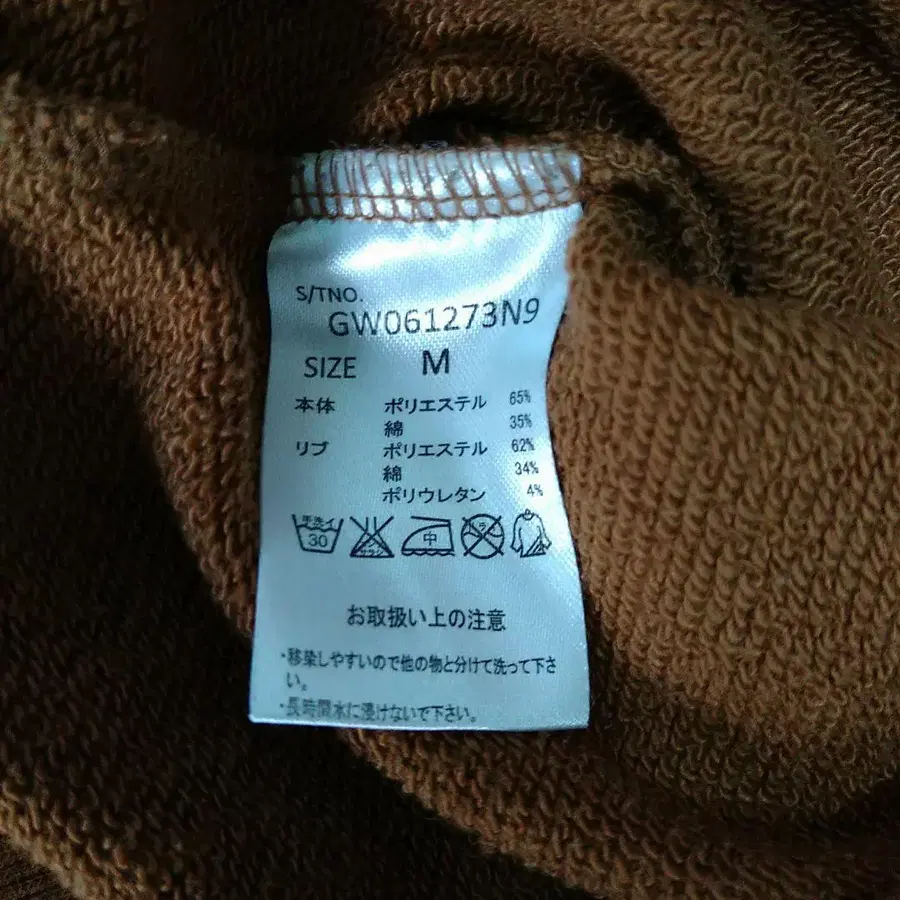 S/TNO.
GW061273N9
SIZE M
本体 ポリエステル 65%
綿 35%
リブ ポリエステル 62%
綿 34%
ポリウレタン 4%
手洗イ
30
中
お取扱い上の注意
・移染しやすいので他の物と分けて洗って下さ
い。
・長時間水に浸けないで下さい。